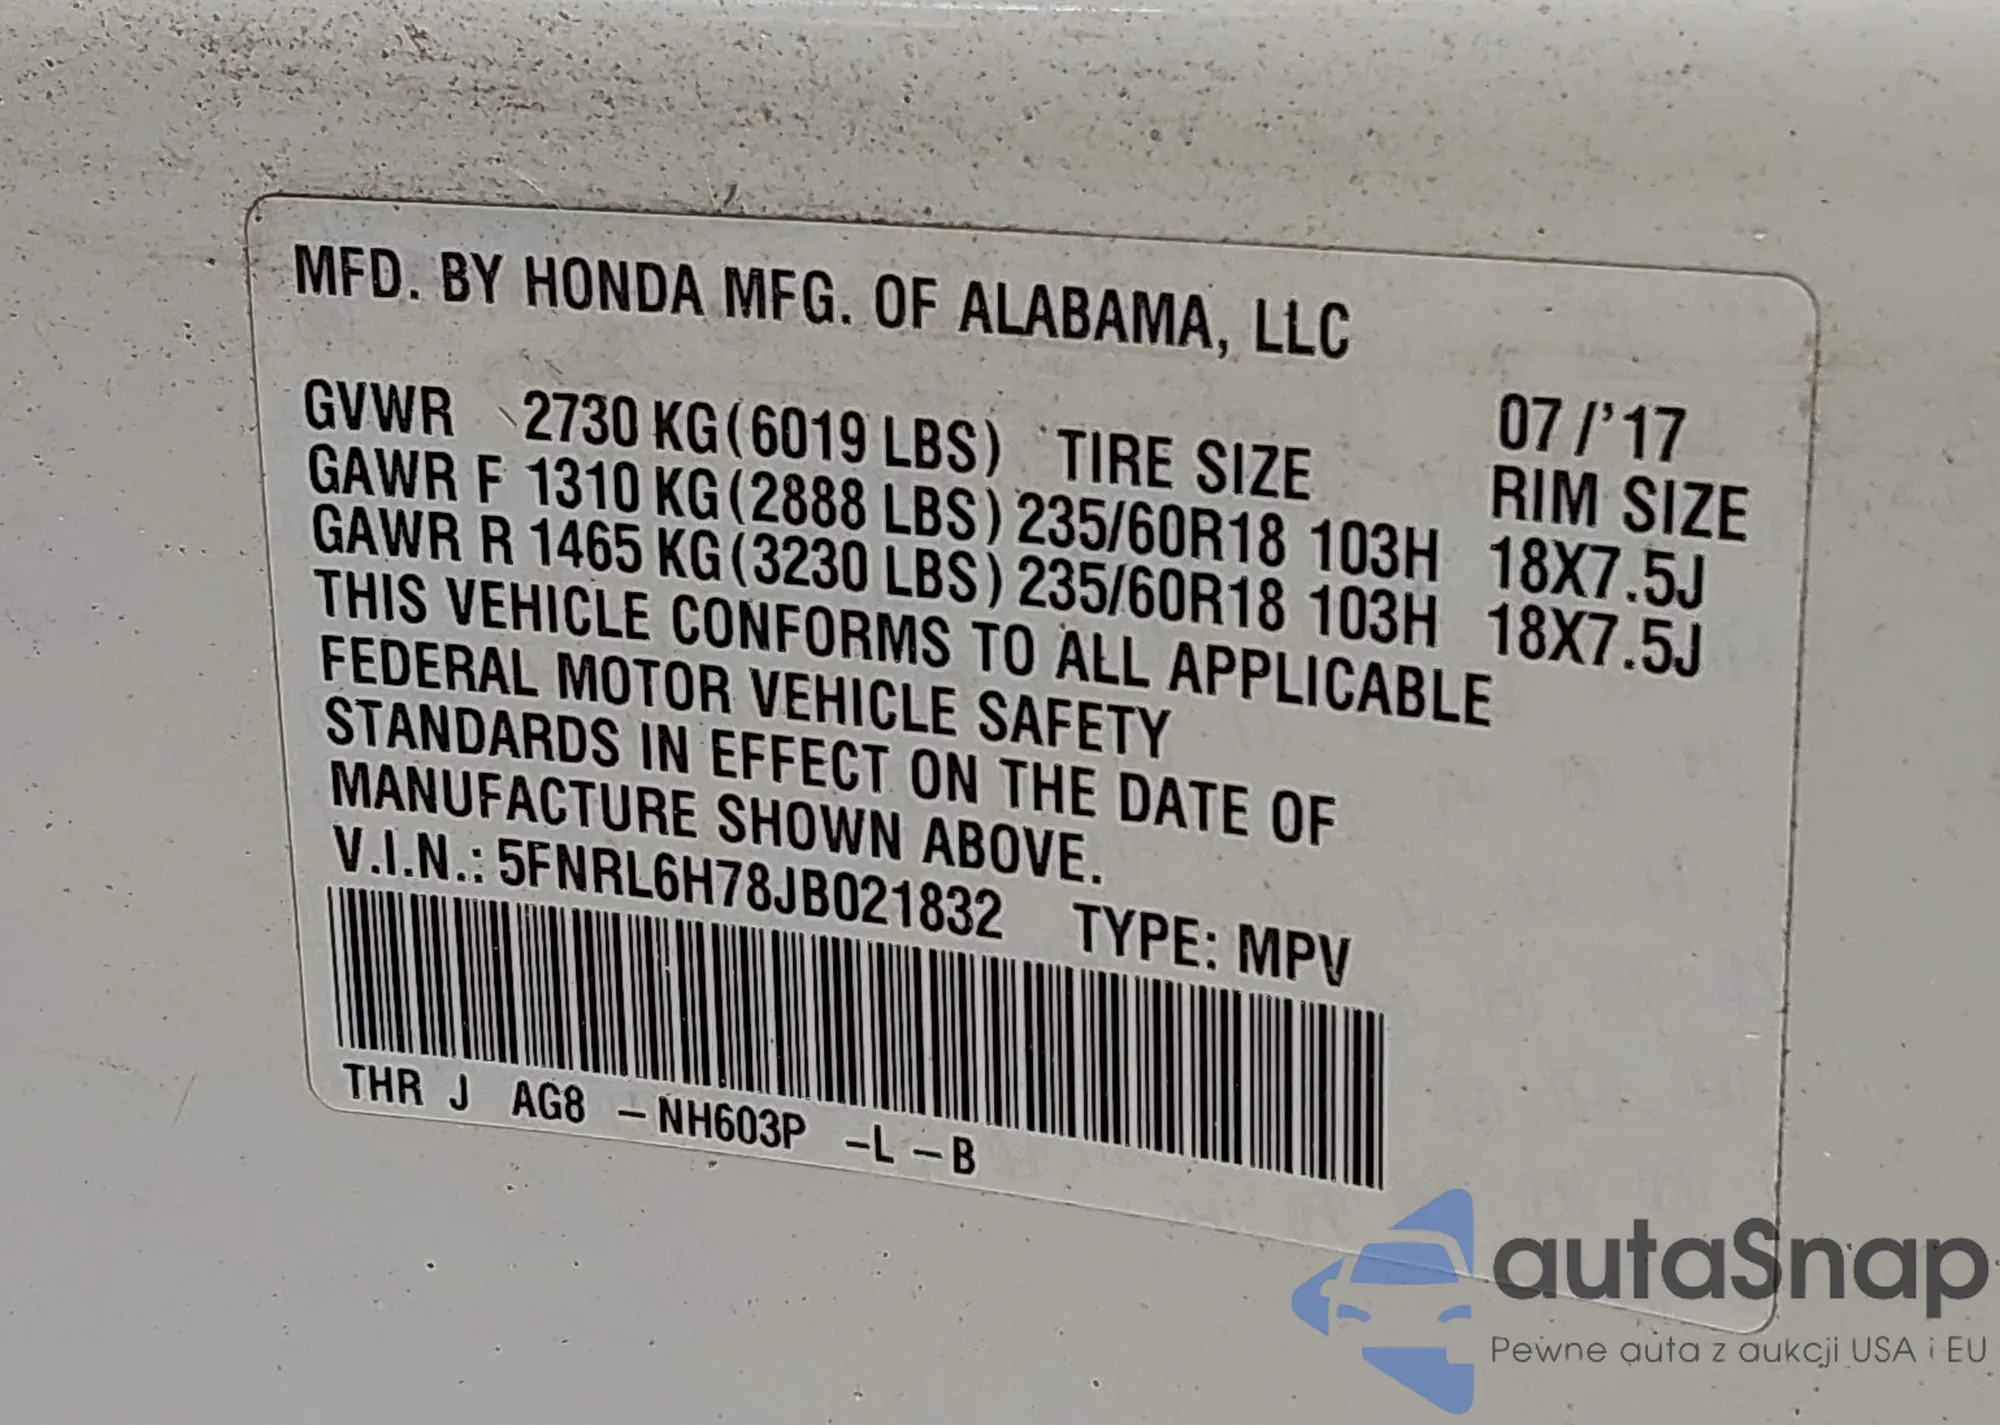 MFD. BY HONDA MFG. OF ALABAMA, LLC
07/'17
GVWR 2730 KG(6019 LBS) TIRE SIZE RIM SIZE
GAWR F 1310 KG(2888 LBS) 235/60R18 103H 18X7.5J
GAWR R 1465 KG(3230 LBS) 235/60R18 103H 18X7.5J
THIS VEHICLE CONFORMS TO ALL APPLICABLE
FEDERAL MOTOR VEHICLE SAFETY
STANDARDS IN EFFECT ON THE DATE OF
MANUFACTURE SHOWN ABOVE.
V.I.N.: 5FNRL6H78JB021832 TYPE: MPV
THR J AG8 -NH603P -L -B
autaSnap
Pewne auta z aukcji USA i EU